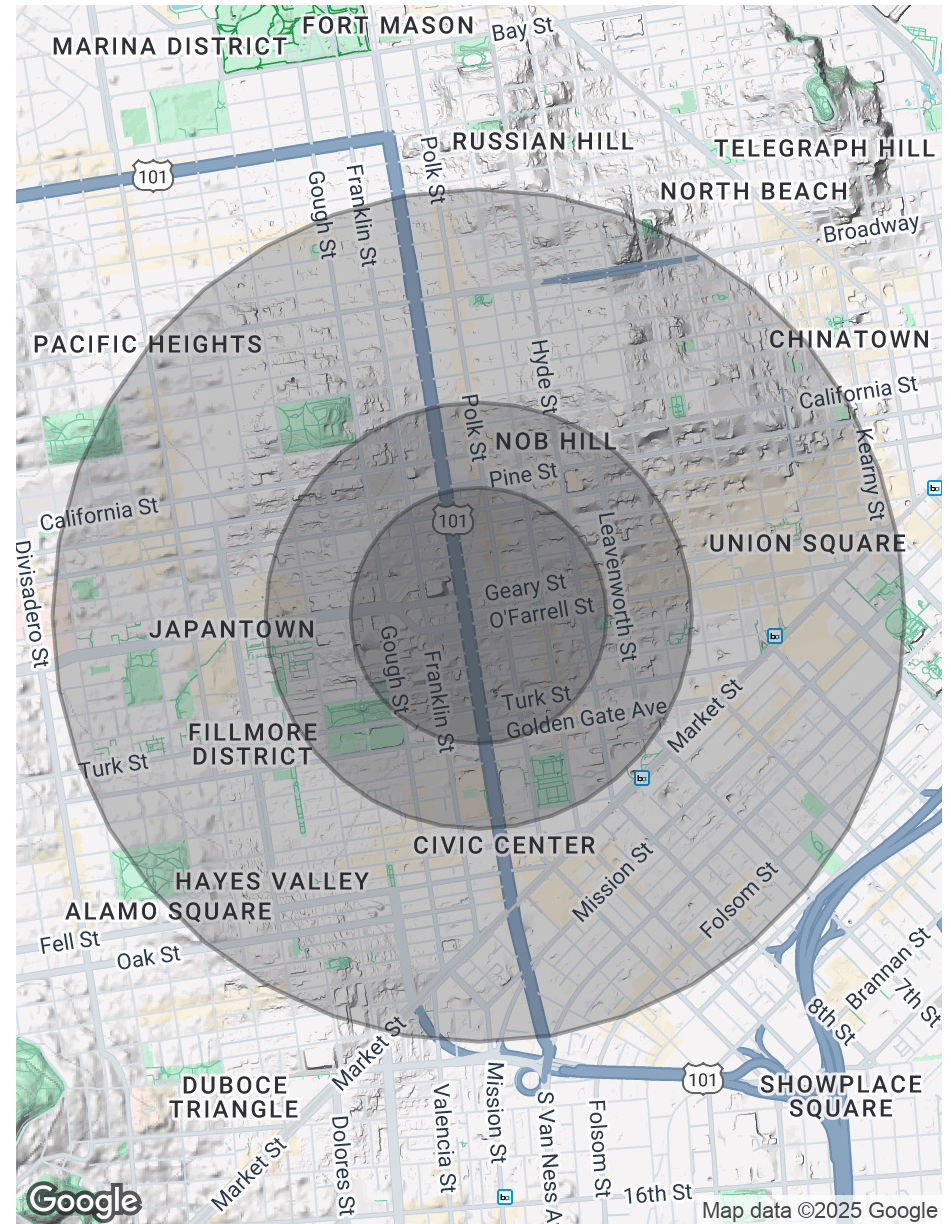 FORT MASON
MARINA DISTRICT
Bay St
RUSSIAN HILL
TELEGRAPH HILL
Polk St
101
Gough St
Franklin St
NORTH BEACH
Broadway
PACIFIC HEIGHTS
CHINATOWN
Hyde St
California St
Polk St
NOB HILL
Kearny St
Pine St
California St
101
Leavenworth St
UNION SQUARE
Divisadero St
Geary St
O'Farrell St
JAPANTOWN
Gough St
Franklin St
Turk St
Golden Gate Ave
Market St
FILLMORE
DISTRICT
Turk St
CIVIC CENTER
Mission St
HAYES VALLEY
ALAMO SQUARE
Folsom St
Fell St
Oak St
Brannan St
7th St
8th St
Market St
101
DUBOCE
TRIANGLE
SHOWPLACE
SQUARE
Valencia St
Mission St
S Van Ness A
Folsom St
Dolores St
Market St
16th St
Google
Map data ©2025 Google